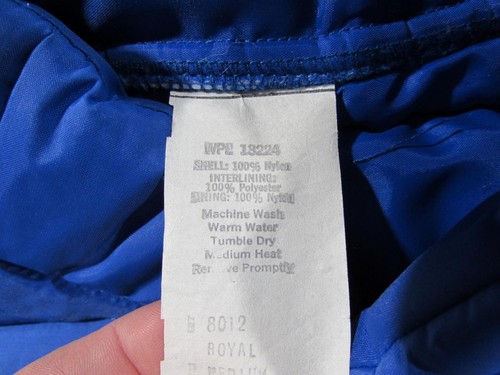 WPL 13224
SHELL: 100% Nylon
INTERLINING:
100% Polyester
LINING: 100% Nylon
Machine Wash
Warm Water
Tumble Dry
Medium Heat
Remove Promptly
8012
ROYAL
MEDIUM